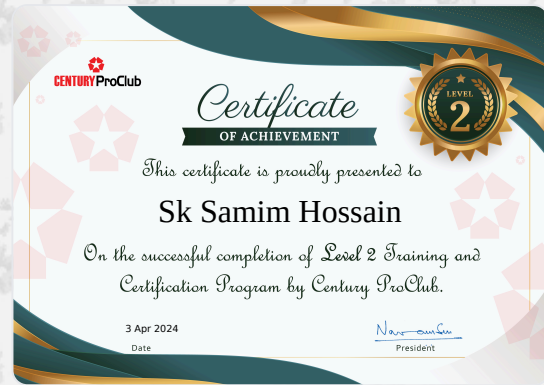 CENTURY ProClub
LEVEL
2
Certificate
OF ACHIEVEMENT
This certificate is proudly presented to
Sk Samim Hossain
On the successful completion of Level 2 Training and
Certification Program by Century ProClub.
3 Apr 2024
Date
President